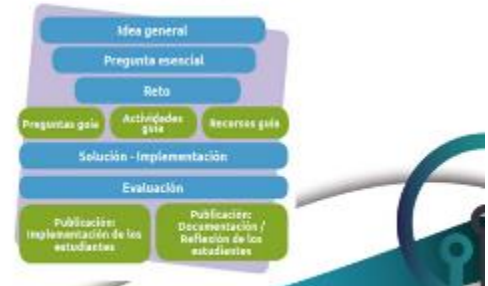 Idea general
Pregunta esencial
Reto
Preguntas guía
Actividades
guía
Recursos guía
Solución - Implementación
Evaluación
Publicación:
Implementación de los
estudiantes
Publicación:
Documentación /
Reflexión de los
estudientes